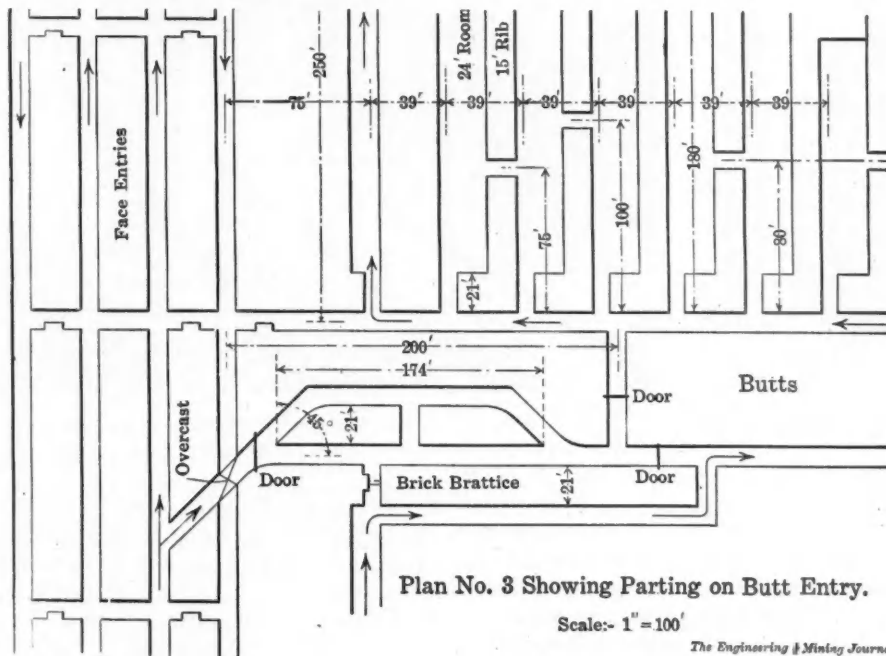 250'
24' Room
15' Rib
75'
39'
39'
39'
39'
39'
39'
Face Entries
180'
100'
75'
80'
21'
200'
174'
Butts
Door
45°
21'
Overcast
Door
Brick Brattice
21'
Door
Plan No. 3 Showing Parting on Butt Entry.
Scale:- 1"=100'
The Engineering & Mining Journa